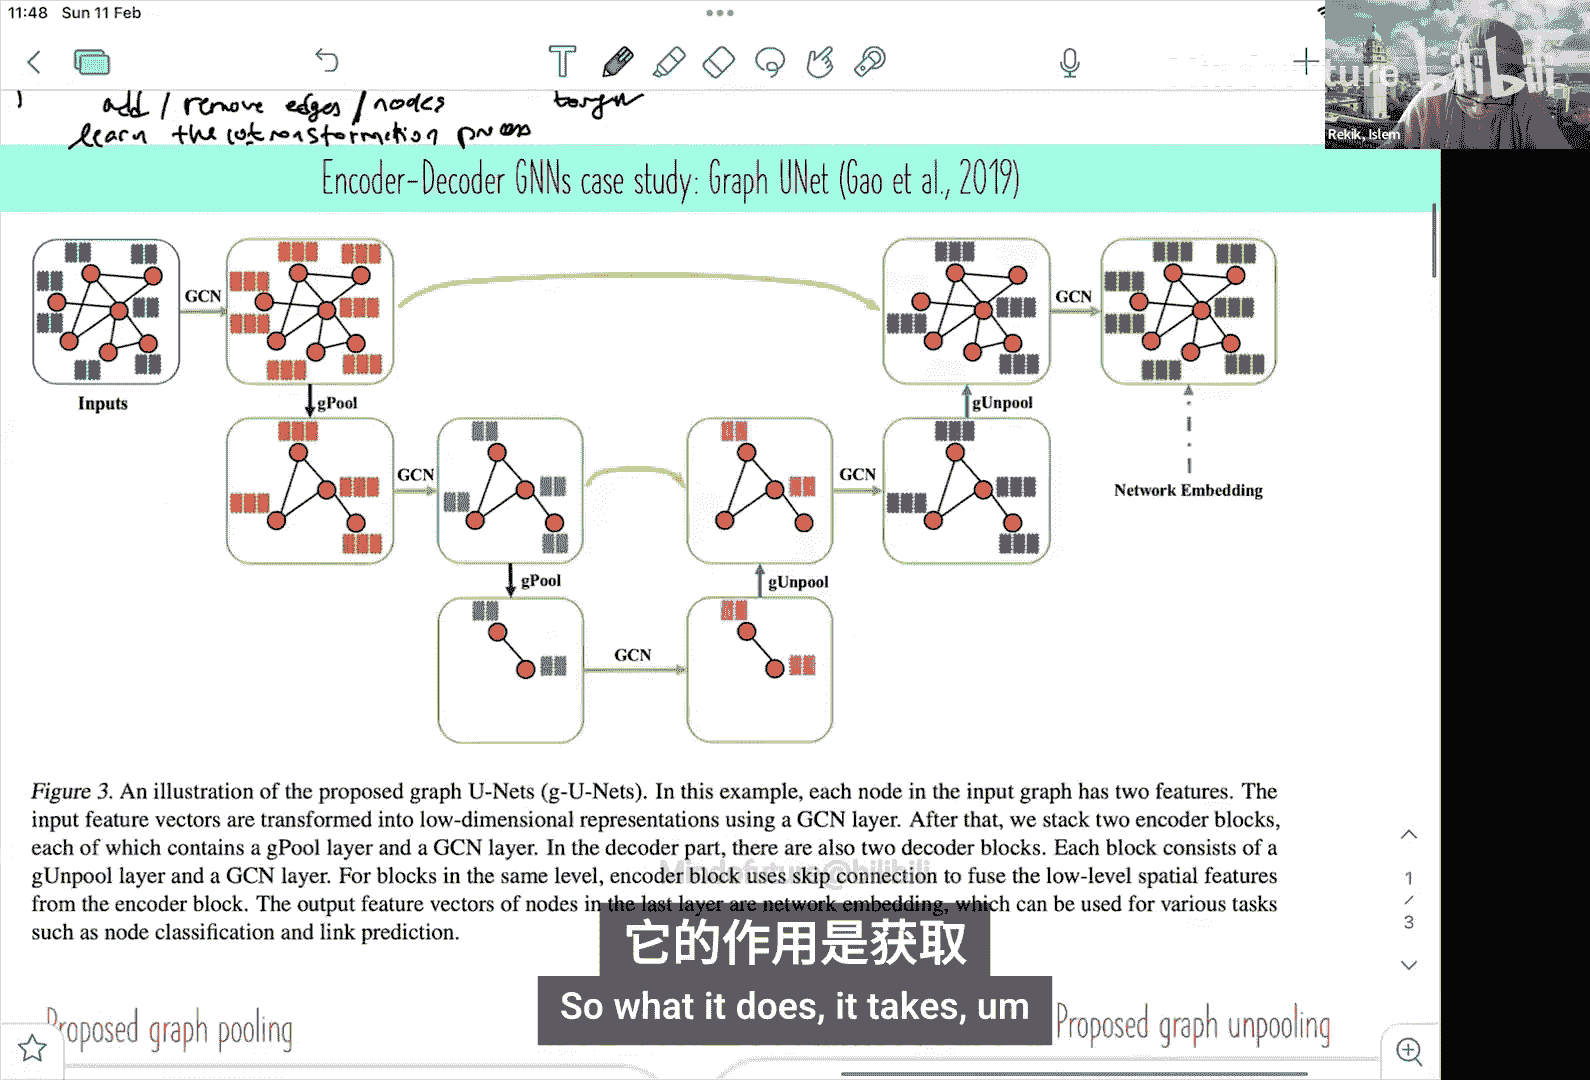 11:48 Sun 11 Feb
ture bilibili
Rekik, Islem
add / remove edges / nodes
target
learn the
Encoder-Decoder GNNs case study: Graph UNet (Gao et al., 2019)
GCN
GCN
Inputs
gPool
gUnpool
GCN
GCN
Network Embedding
gPool
gUnpool
GCN
Figure 3. An illustration of the proposed graph U-Nets (g-U-Nets). In this example, each node in the input graph has two features. The
input feature vectors are transformed into low-dimensional representations using a GCN layer. After that, we stack two encoder blocks,
each of which contains a gPool layer and a GCN layer. In the decoder part, there are also two decoder blocks. Each block consists of a
gUnpool layer and a GCN layer. For blocks in the same level, encoder block uses skip connection to fuse the low-level spatial features
from the encoder block. The output feature vectors of nodes in the last layer are network embedding, which can be used for various tasks
such as node classification and link prediction.
1
/
3
它的作用是获取
So what it does, it takes, um
Proposed graph pooling
Proposed graph unpooling